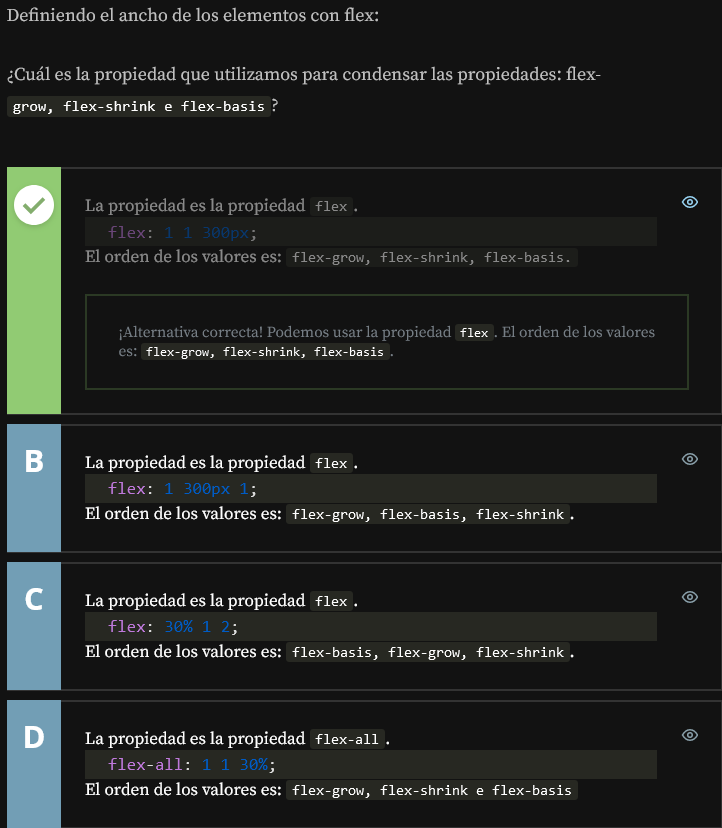 Definiendo el ancho de los elementos con flex:
¿Cuál es la propiedad que utilizamos para condensar las propiedades: flex-
grow, flex-shrink e flex-basis?
La propiedad es la propiedad flex.
flex: 1 1 300px;
El orden de los valores es: flex-grow, flex-shrink, flex-basis.
¡Alternativa correcta! Podemos usar la propiedad flex. El orden de los valores
es: flex-grow, flex-shrink, flex-basis.
B
La propiedad es la propiedad flex.
flex: 1 300px 1;
El orden de los valores es: flex-grow, flex-basis, flex-shrink.
C
La propiedad es la propiedad flex.
flex: 30% 1 2;
El orden de los valores es: flex-basis, flex-grow, flex-shrink.
D
La propiedad es la propiedad flex-all.
flex-all: 1 1 30%;
El orden de los valores es: flex-grow, flex-shrink e flex-basis